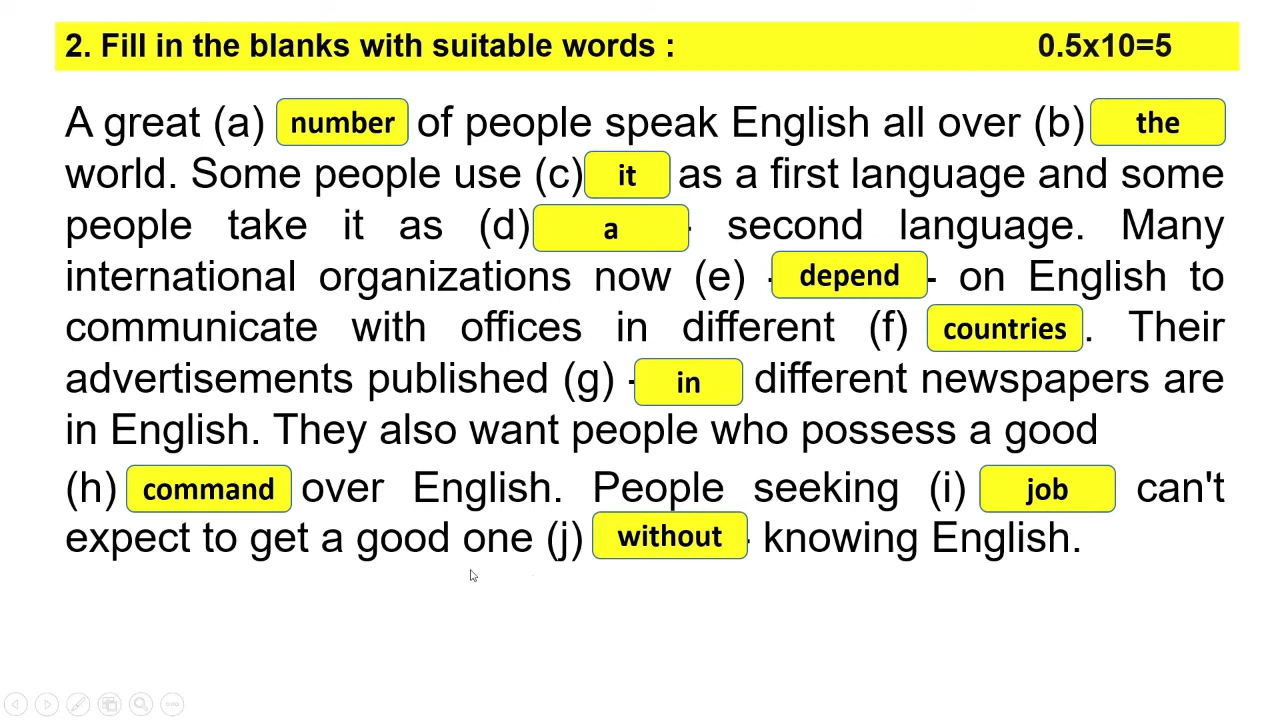 2. Fill in the blanks with suitable words : 0.5x10=5
A great (a) number of people speak English all over (b) the
world. Some people use (c) it as a first language and some
people take it as (d) a - second language. Many
international organizations now (e) - depend - on English to
communicate with offices in different (f) countries . Their
advertisements published (g) - in different newspapers are
in English. They also want people who possess a good
(h) command over English. People seeking (i) job can't
expect to get a good one (j) without - knowing English.